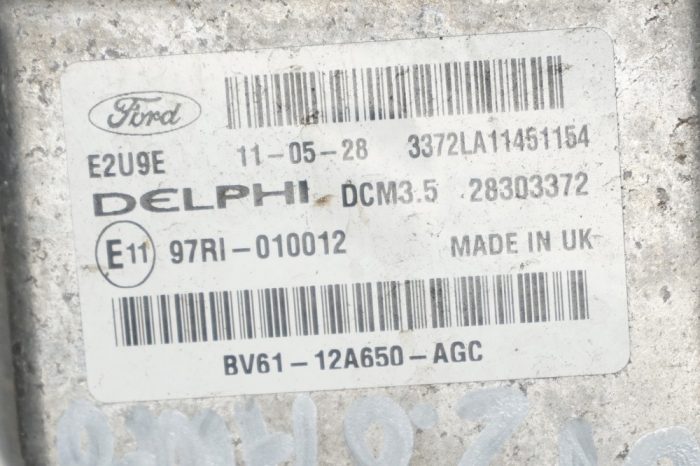 Ford
E2U9E 11-05-28 3372LA11451154
DELPHI DCM3.5 28303372
E11 97RI-010012 MADE IN UK
BV61-12A650-AGC